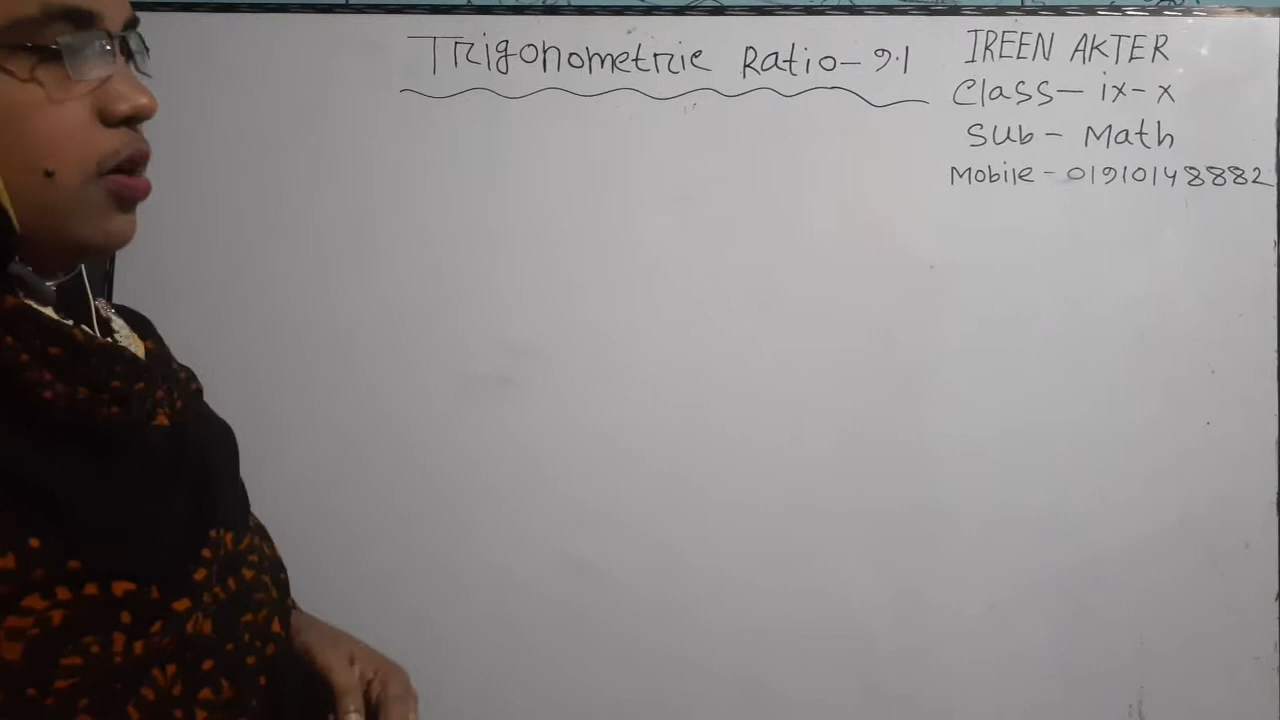 Trigonometric Ratio-9.1
IREEN AKTER
Class- ix-x
Sub - Math
Mobile - 01910148882